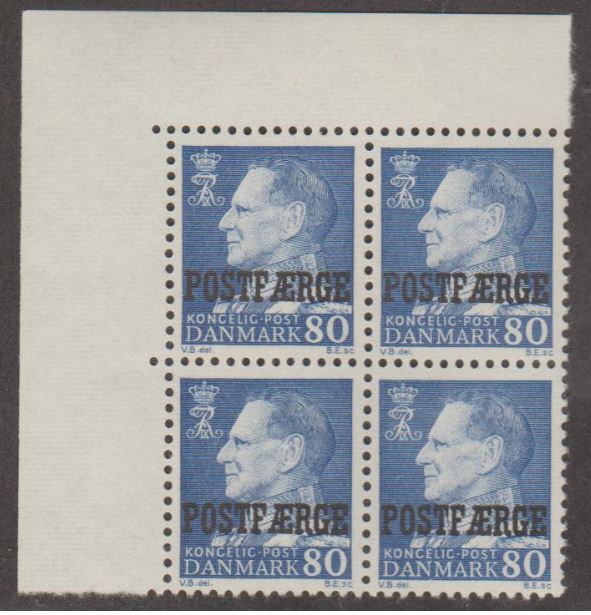 POSTFÆRGE
KONGELIG·POST
DANMARK 80
V.B. del. B.E. sc
POSTFÆRGE
KONGELIG·POST
DANMARK 80
V.B. del. B.E. sc
POSTFÆRGE
KONGELIG·POST
DANMARK 80
V.B. del. B.E. sc
POSTFÆRGE
KONGELIG·POST
DANMARK 80
V.B. del. B.E. sc